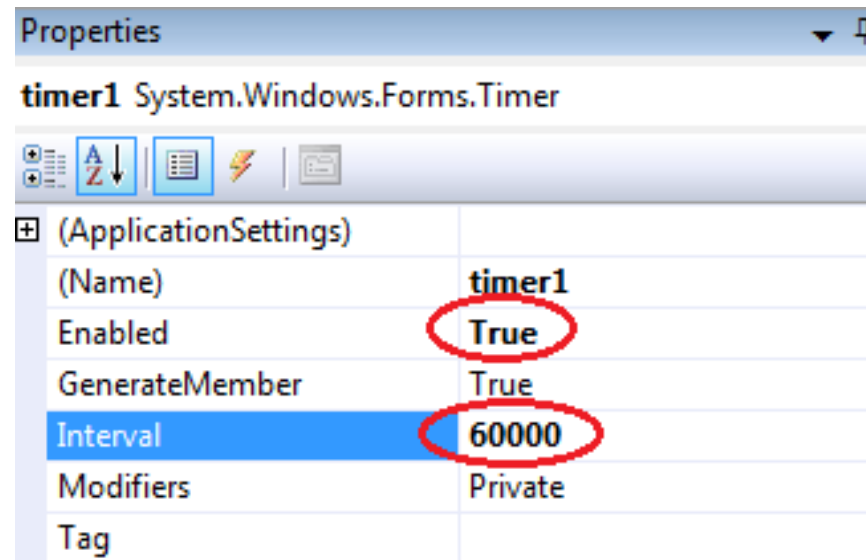 Properties
timer1 System.Windows.Forms.Timer
A
Z
(ApplicationSettings)
(Name) timer1
Enabled True
GenerateMember True
Interval 60000
Modifiers Private
Tag